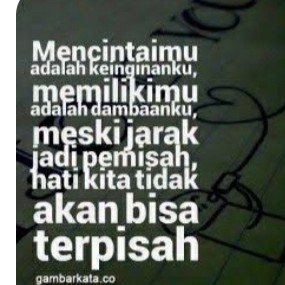 Mencintaimu
adalah keinginanku,
memilikimu
adalah dambaanku,
meski jarak
jadi pemisah,
hati kita tidak
akan bisa
terpisah
gambarkata.co